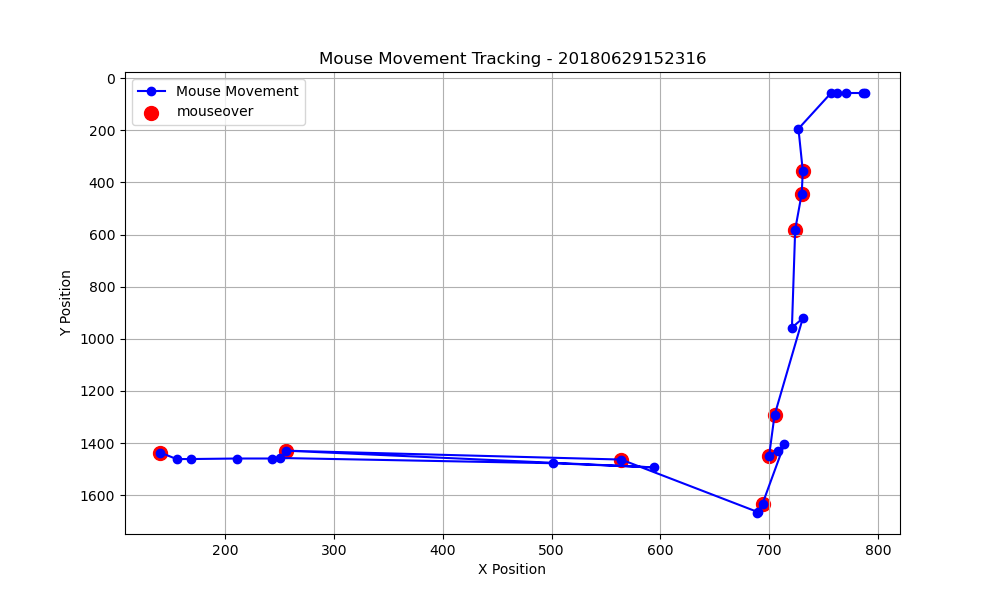 Mouse Movement Tracking - 20180629152316
Mouse Movement
mouseover
0
200
400
600
800
1000
1200
1400
1600
Y Position
200 300 400 500 600 700 800
X Position